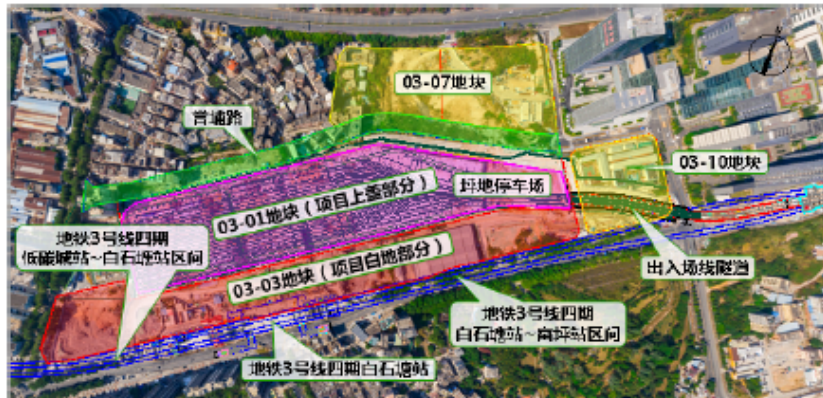 03-07地块
营埔路
03-10地块
坪地停车场
03-01地块（项目上盖部分）
地铁3号线四期
低碳城站~白石塘站区间
03-03地块（项目白地部分）
出入场线隧道
地铁3号线四期
白石塘站~富坪站区间
地铁3号线四期白石塘站